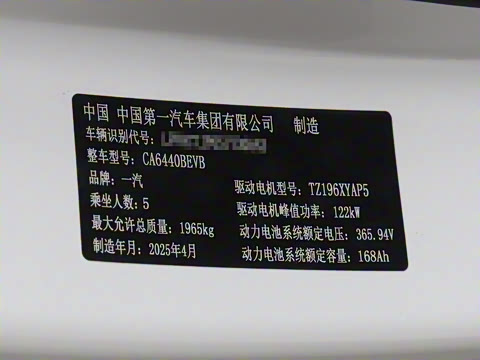 中国 中国第一汽车集团有限公司 制造
车辆识别代号:
整车型号: CA6440BEVB
品牌: 一汽 驱动电机型号: TZ196XYAP5
乘坐人数: 5 驱动电机峰值功率: 122kW
最大允许总质量: 1965kg 动力电池系统额定电压: 365.94V
制造年月: 2025年4月 动力电池系统额定容量: 168Ah